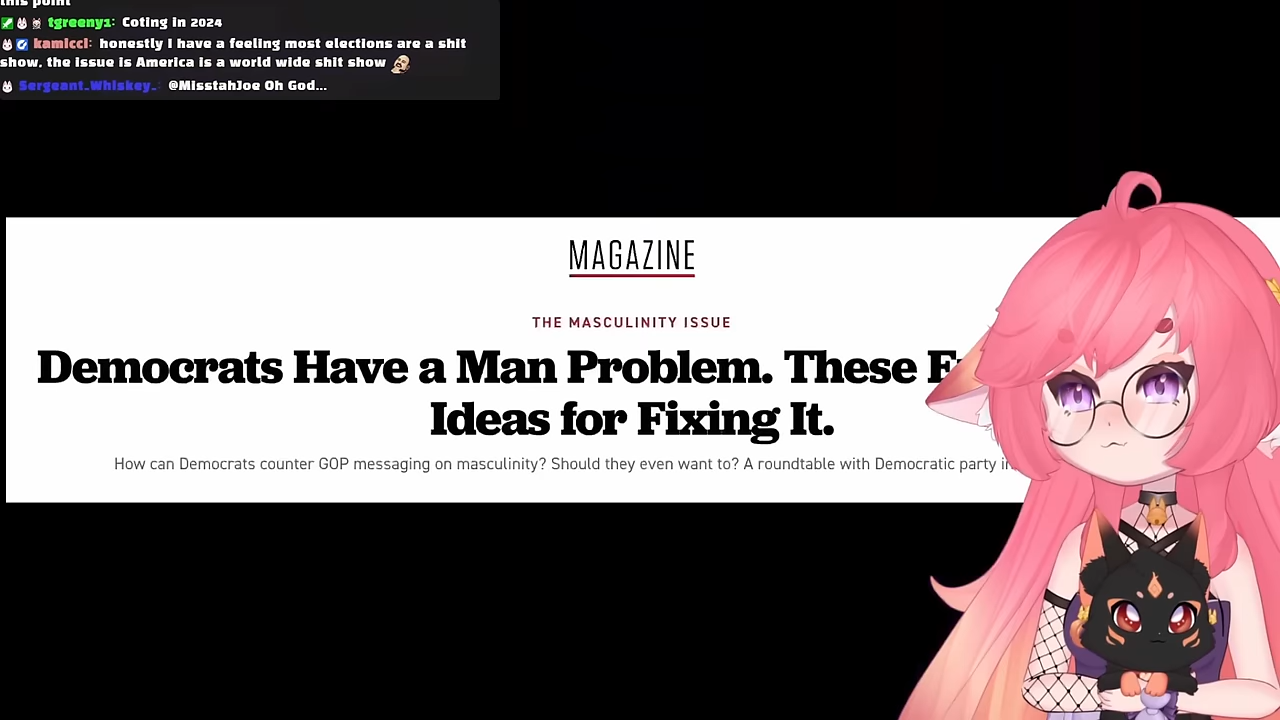 this point
tgreeny1: Coting in 2024
kamicci: honestly I have a feeling most elections are a shit
show, the issue is America is a world wide shit show
Sergeant_Whiskey_: @MisstahJoe Oh God...
MAGAZINE
THE MASCULINITY ISSUE
Democrats Have a Man Problem. These
Ideas for Fixing It.
How can Democrats counter GOP messaging on masculinity? Should they even want to? A roundtable with Democratic party